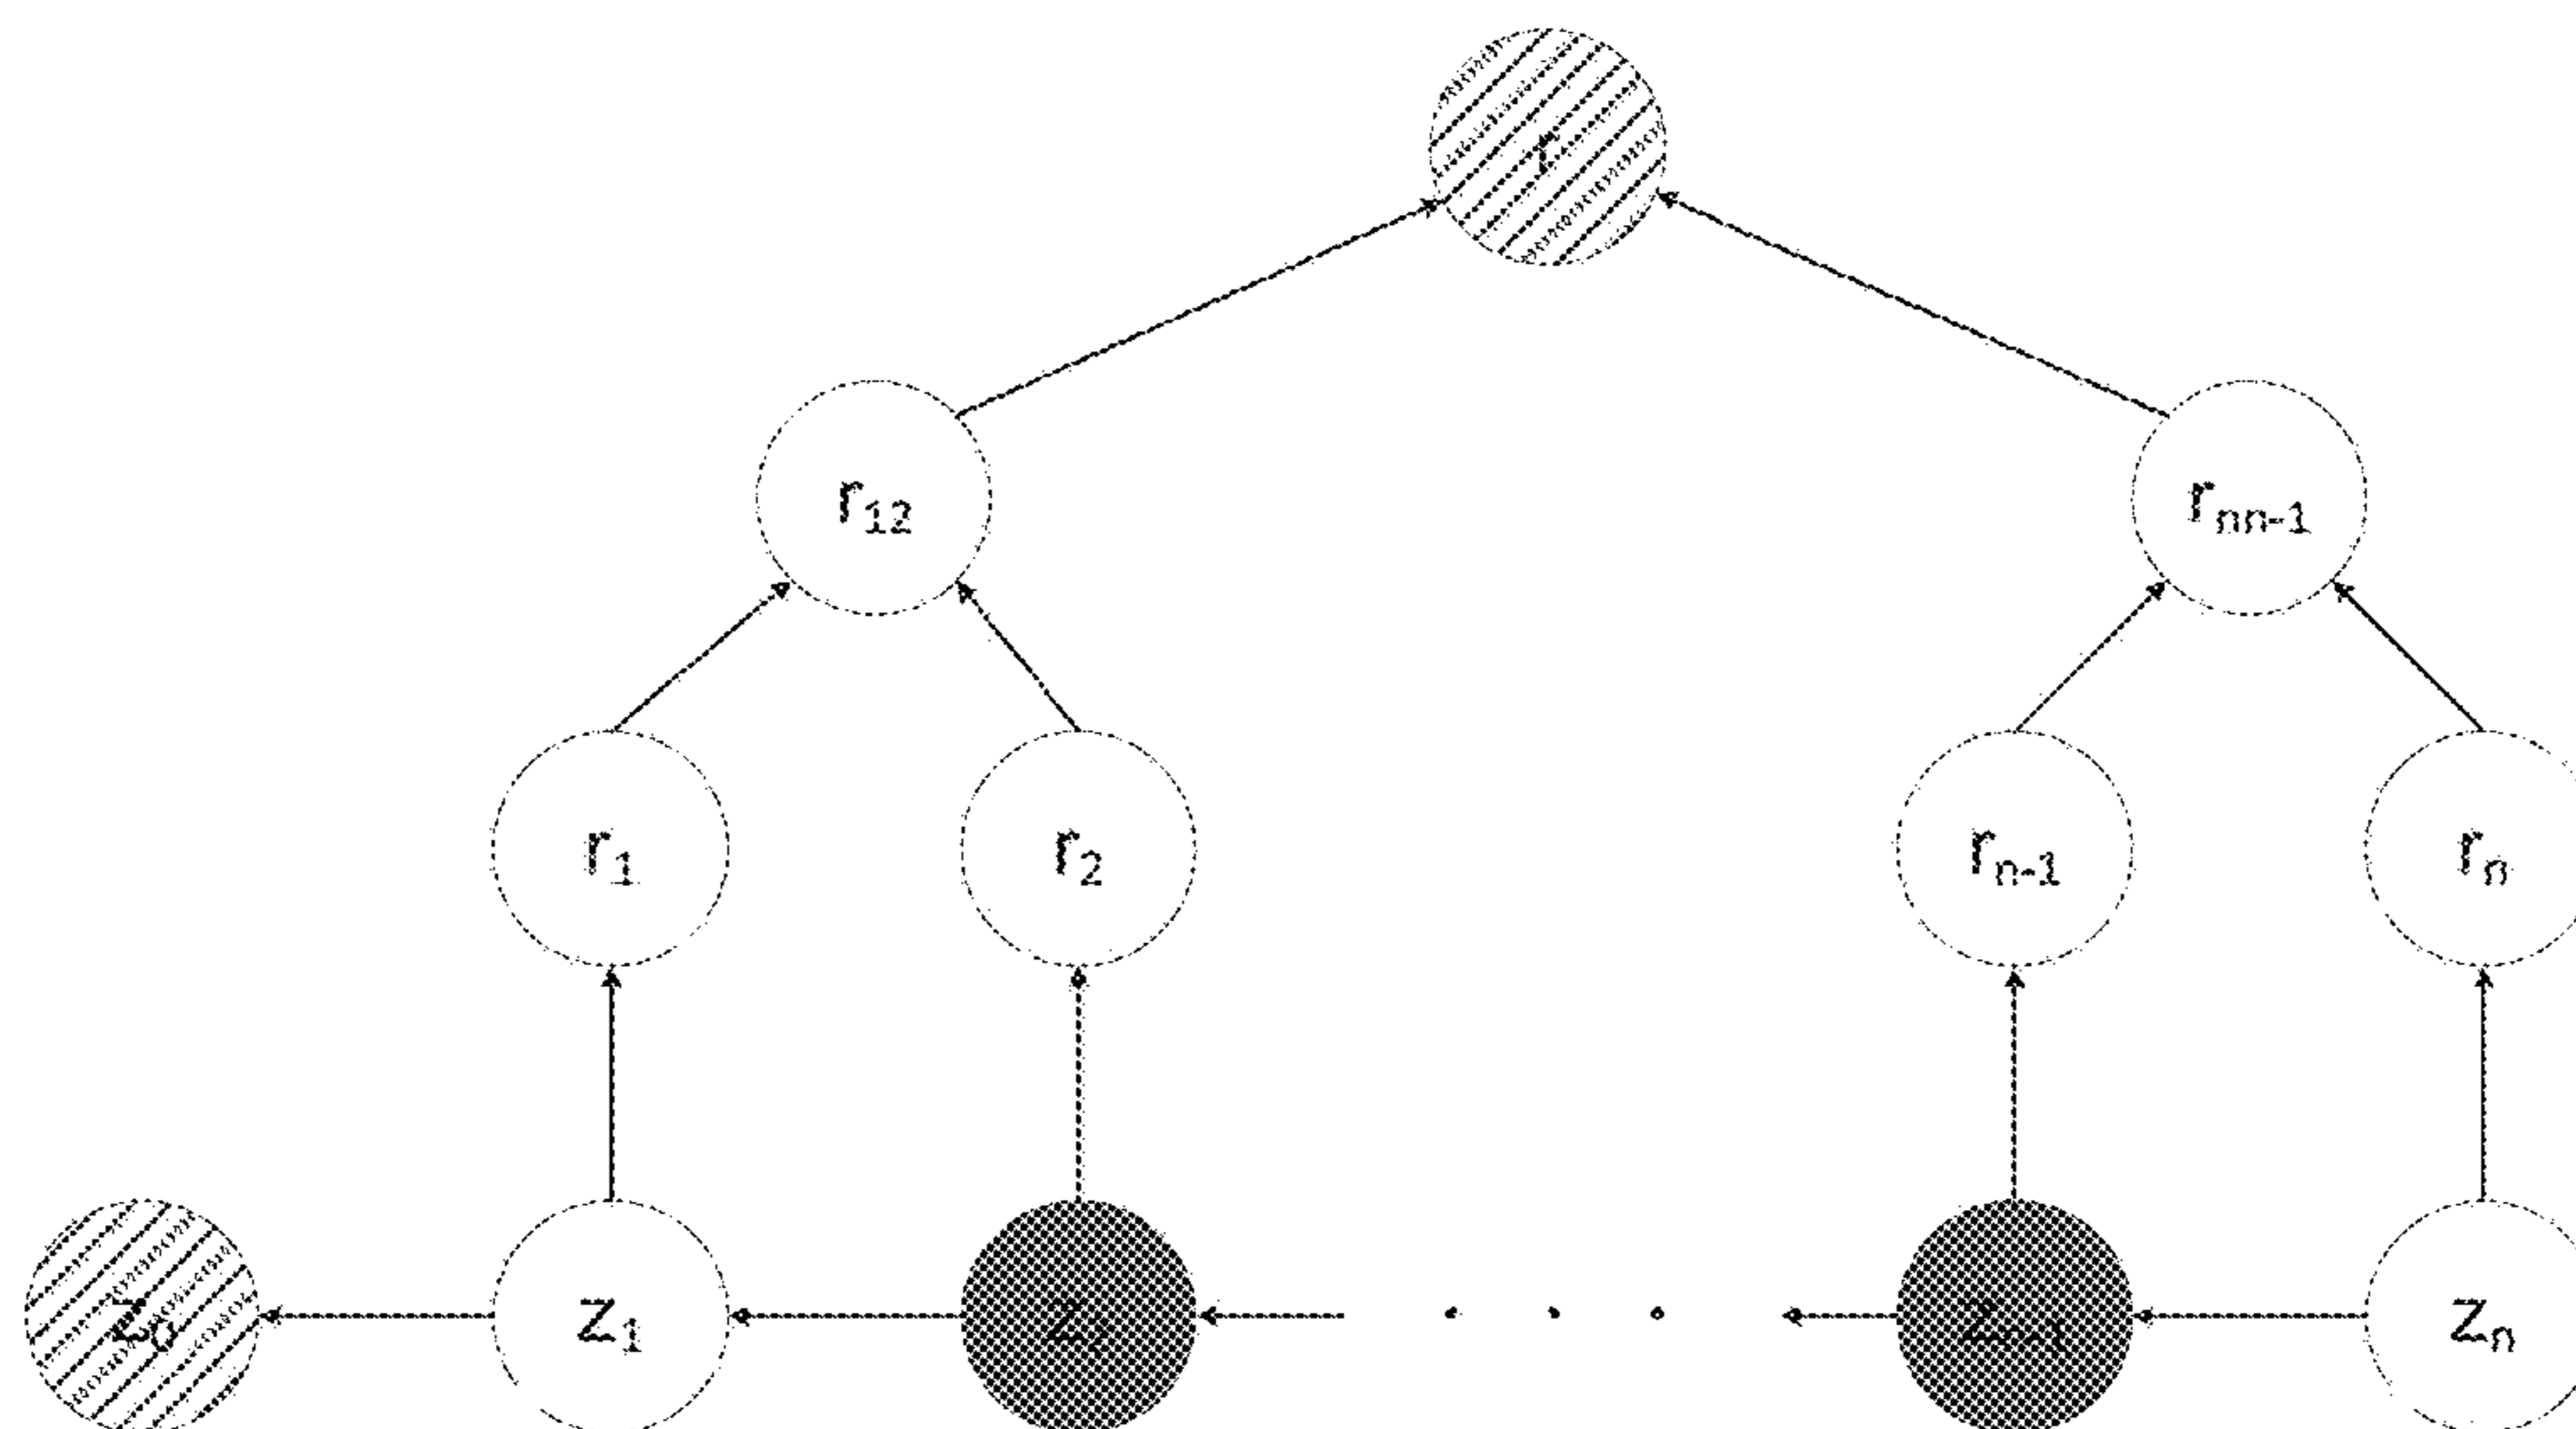 r
r₁₂ rₙₙ₋₁
r₁ r₂ rₙ₋₁ rₙ
z₀ z₁ zₙ